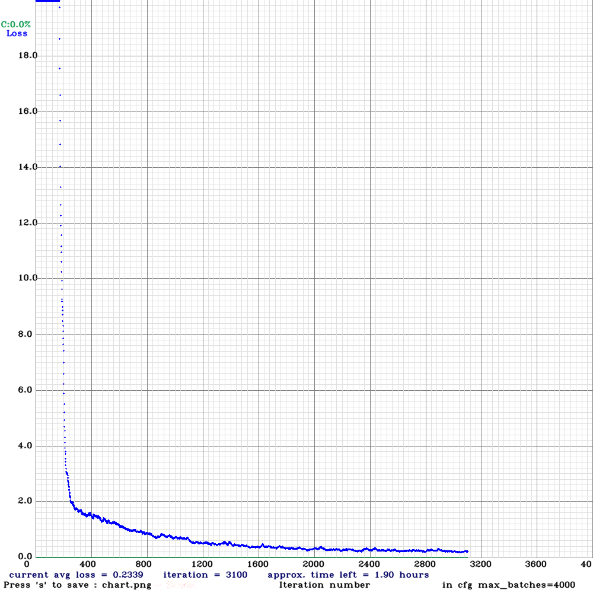 C:0.0%
Loss
18.0
16.0
14.0
12.0
10.0
8.0
6.0
4.0
2.0
0.0
0 400 800 1200 1600 2000 2400 2800 3200 3600 40
current avg loss = 0.2339 iteration = 3100 approx. time left = 1.90 hours
Press 's' to save : chart.png Iteration number in cfg max_batches=4000